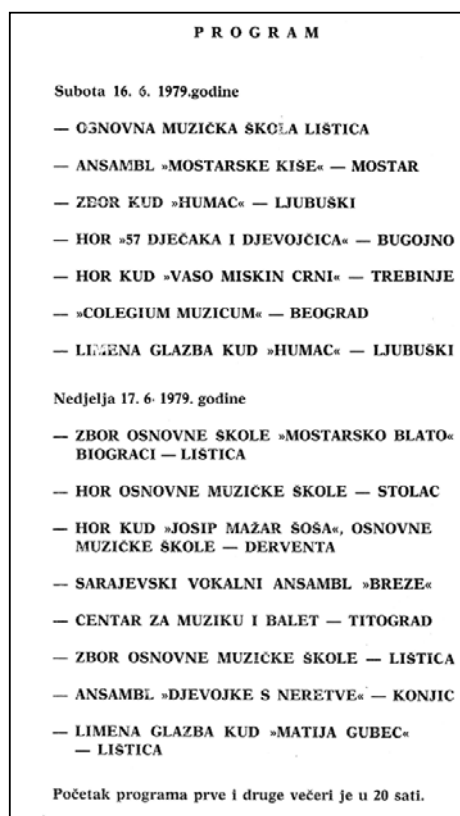 PROGRAM
Subota 16. 6. 1979.godine
— OSNOVNA MUZIČKA ŠKOLA LIŠTICA
— ANSAMBL »MOSTARSKE KIŠE« — MOSTAR
— ZBOR KUD »HUMAC« — LJUBUŠKI
— HOR »57 DJEČAKA I DJEVOJČICA« — BUGOJNO
— HOR KUD »VASO MISKIN CRNI« — TREBINJE
— »COLEGIUM MUZICUM« — BEOGRAD
— LIMENA GLAZBA KUD »HUMAC« — LJUBUŠKI
Nedjelja 17. 6. 1979. godine
— ZBOR OSNOVNE ŠKOLE »MOSTARSKO BLATO«
BIOGRACI — LIŠTICA
— HOR OSNOVNE MUZIČKE ŠKOLE — STOLAC
— HOR KUD »JOSIP MAŽAR ŠOŠA«, OSNOVNE
MUZIČKE ŠKOLE — DERVENTA
— SARAJEVSKI VOKALNI ANSAMBL »BREZE«
— CENTAR ZA MUZIKU I BALET — TITOGRAD
— ZBOR OSNOVNE MUZIČKE ŠKOLE — LIŠTICA
— ANSAMBL »DJEVOJKE S NERETVE« — KONJIC
— LIMENA GLAZBA KUD »MATIJA GUBEC«
— LIŠTICA
Početak programa prve i druge večeri je u 20 sati.